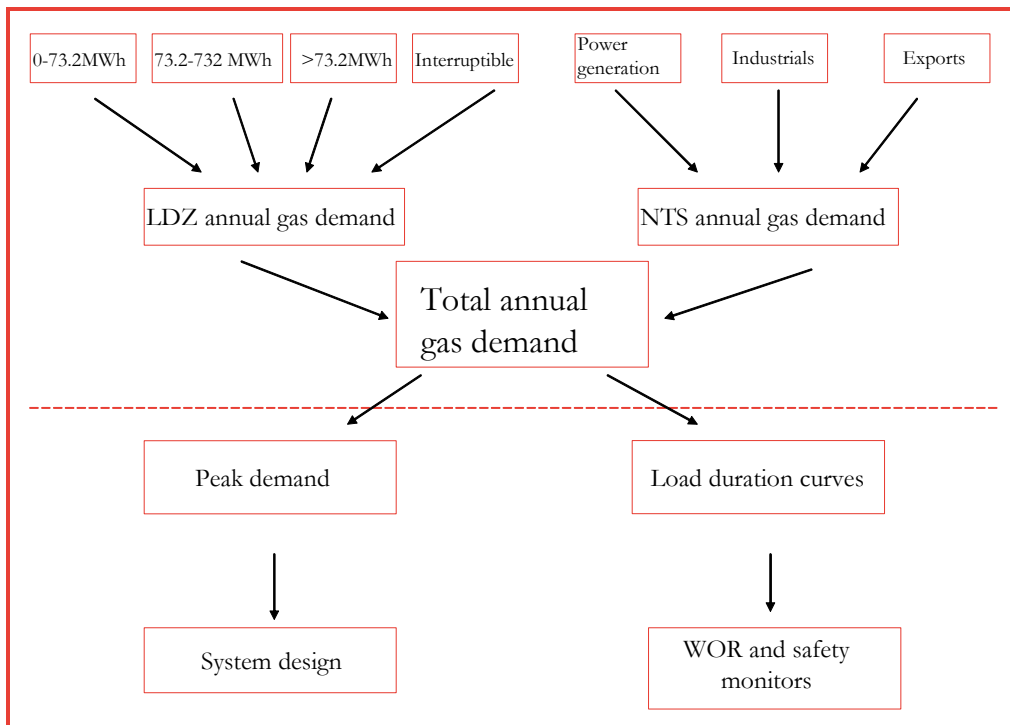 0-73.2MWh
73.2-732 MWh
>73.2MWh
Interruptible
Power
generation
Industrials
Exports
LDZ annual gas demand
NTS annual gas demand
Total annual
gas demand
Peak demand
Load duration curves
System design
WOR and safety
monitors